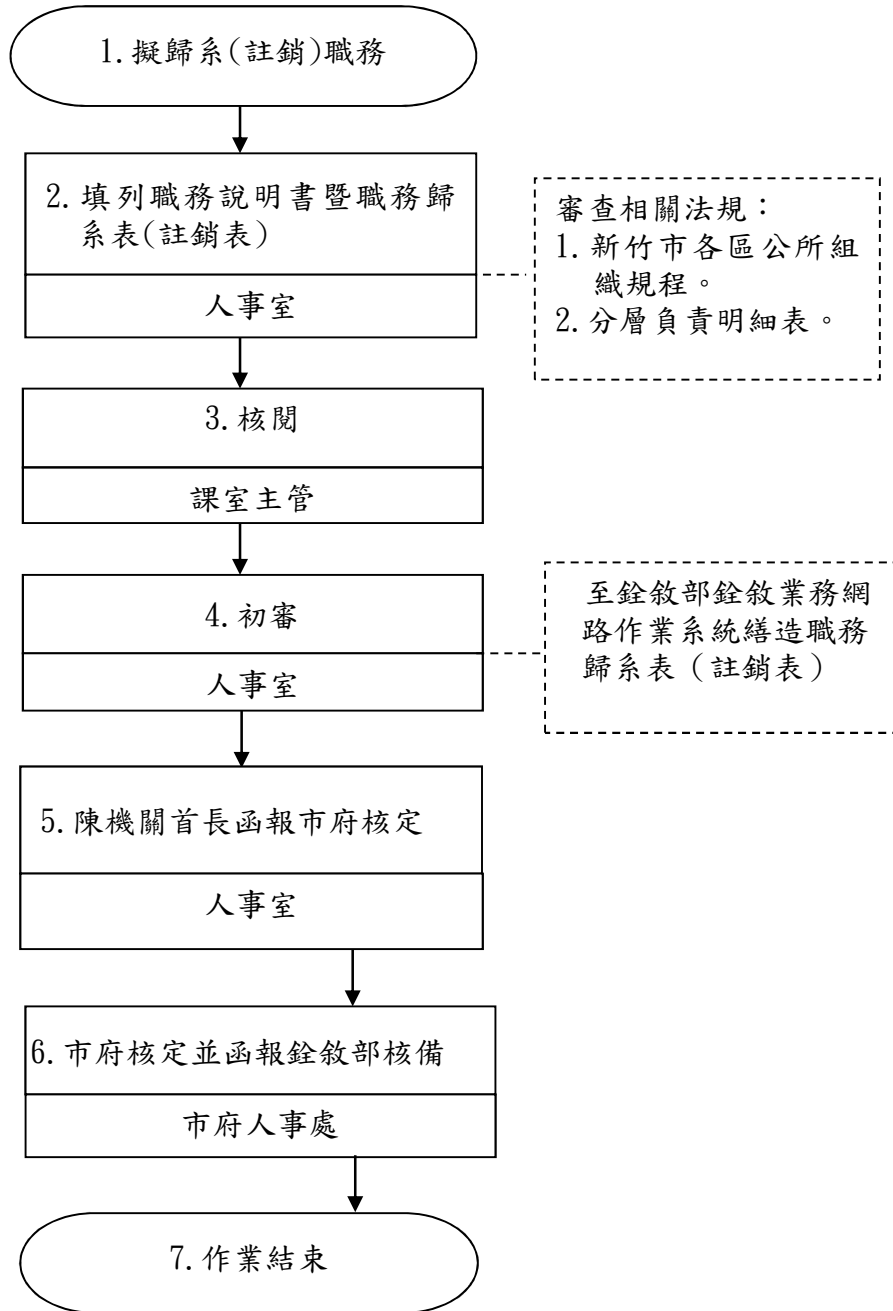 1.擬歸系(註銷)職務
2.填列職務說明書暨職務歸
系表(註銷表)
人事室
審查相關法規：
1.新竹市各區公所組
織規程。
2.分層負責明細表。
3.核閱
課室主管
4.初審
人事室
至銓敘部銓敘業務網
路作業系統繕造職務
歸系表（註銷表）
5.陳機關首長函報市府核定
人事室
6.市府核定並函報銓敘部核備
市府人事處
7.作業結束